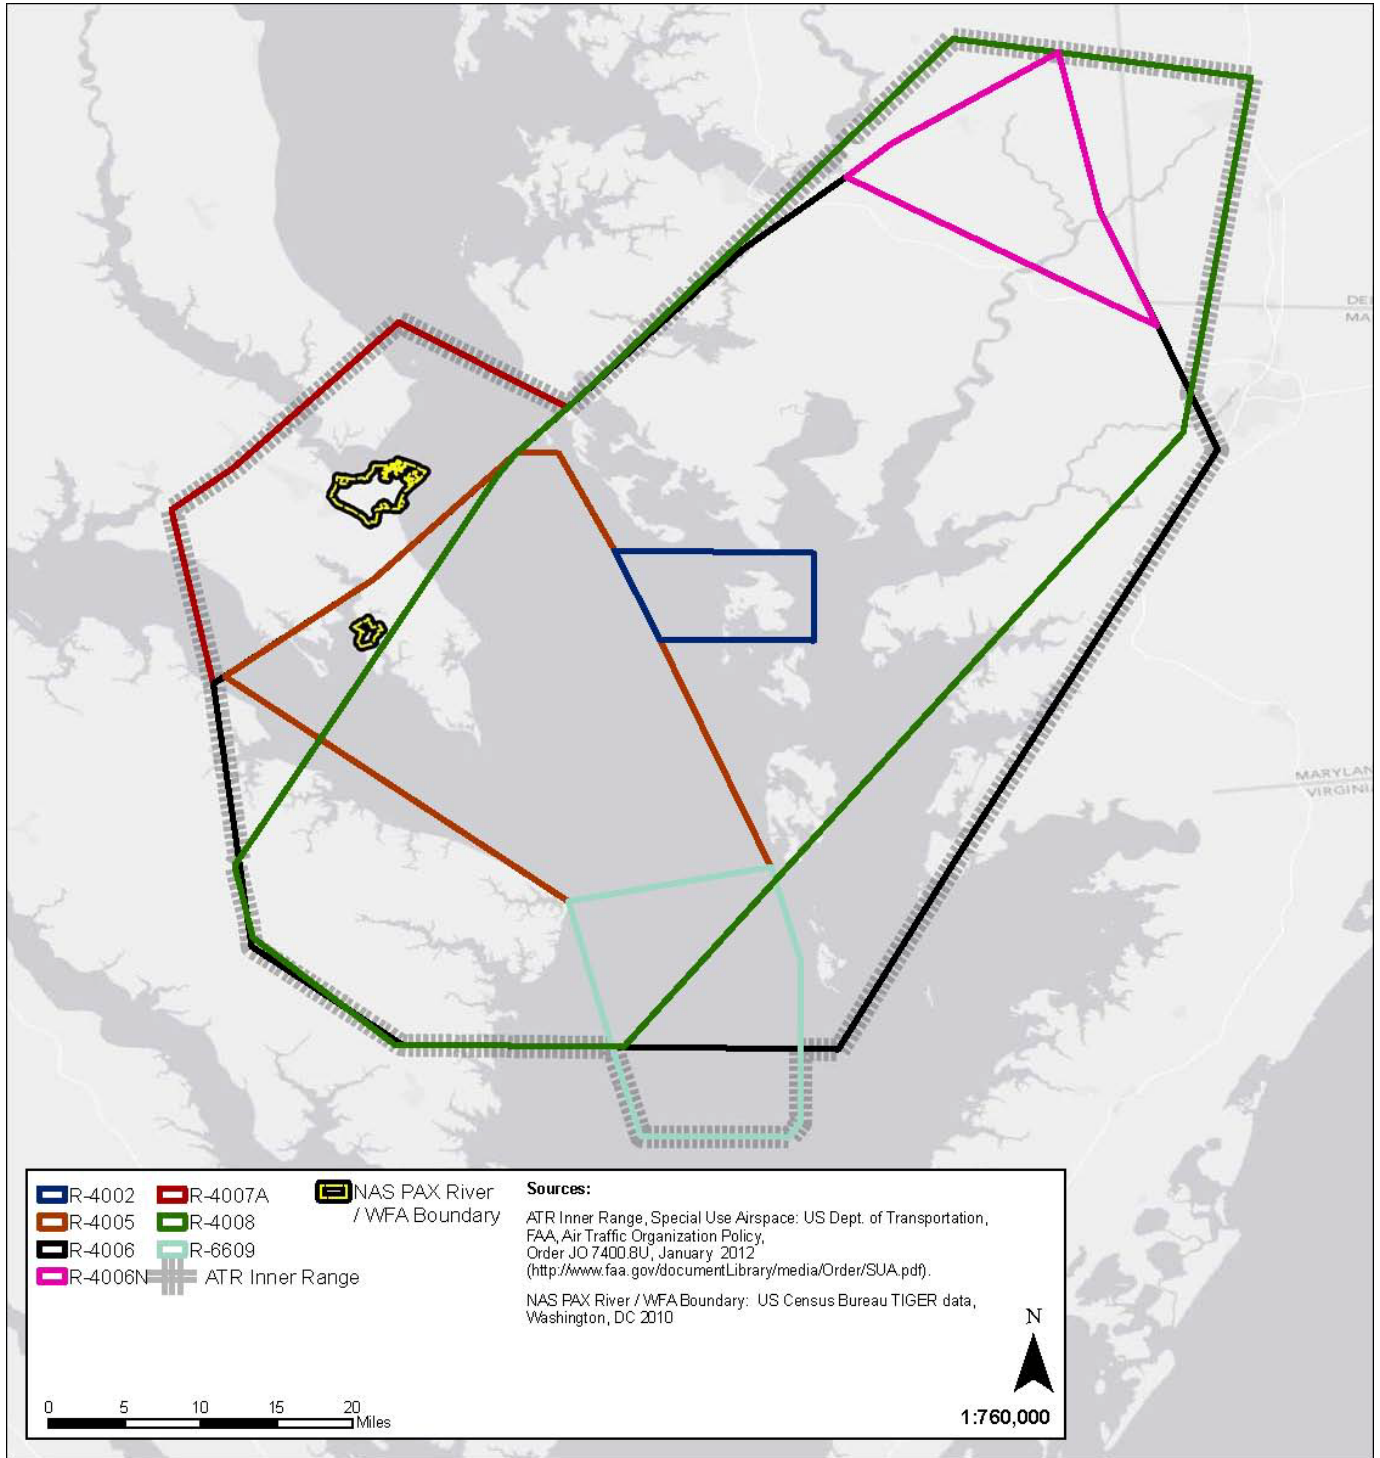 DEL
MA
MARYLAN
VIRGINIA
R-4002
R-4005
R-4006
R-4006N
R-4007A
R-4008
R-6609
ATR Inner Range
NAS PAX River
/ WFA Boundary
Sources:
ATR Inner Range, Special Use Airspace: US Dept. of Transportation,
FAA, Air Traffic Organization Policy,
Order JO 7400.8U, January 2012
(http://www.faa.gov/documentLibrary/media/Order/SUA.pdf).
NAS PAX River / WFA Boundary: US Census Bureau TIGER data,
Washington, DC 2010
N
0 5 10 15 20
Miles
1:760,000